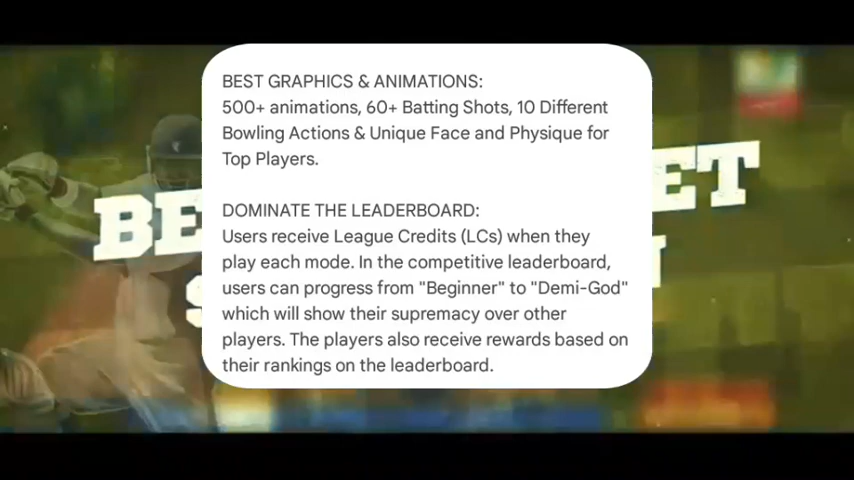 BEST GRAPHICS & ANIMATIONS:
500+ animations, 60+ Batting Shots, 10 Different
Bowling Actions & Unique Face and Physique for
Top Players.
DOMINATE THE LEADERBOARD:
Users receive League Credits (LCs) when they
play each mode. In the competitive leaderboard,
users can progress from "Beginner" to "Demi-God"
which will show their supremacy over other
players. The players also receive rewards based on
their rankings on the leaderboard.